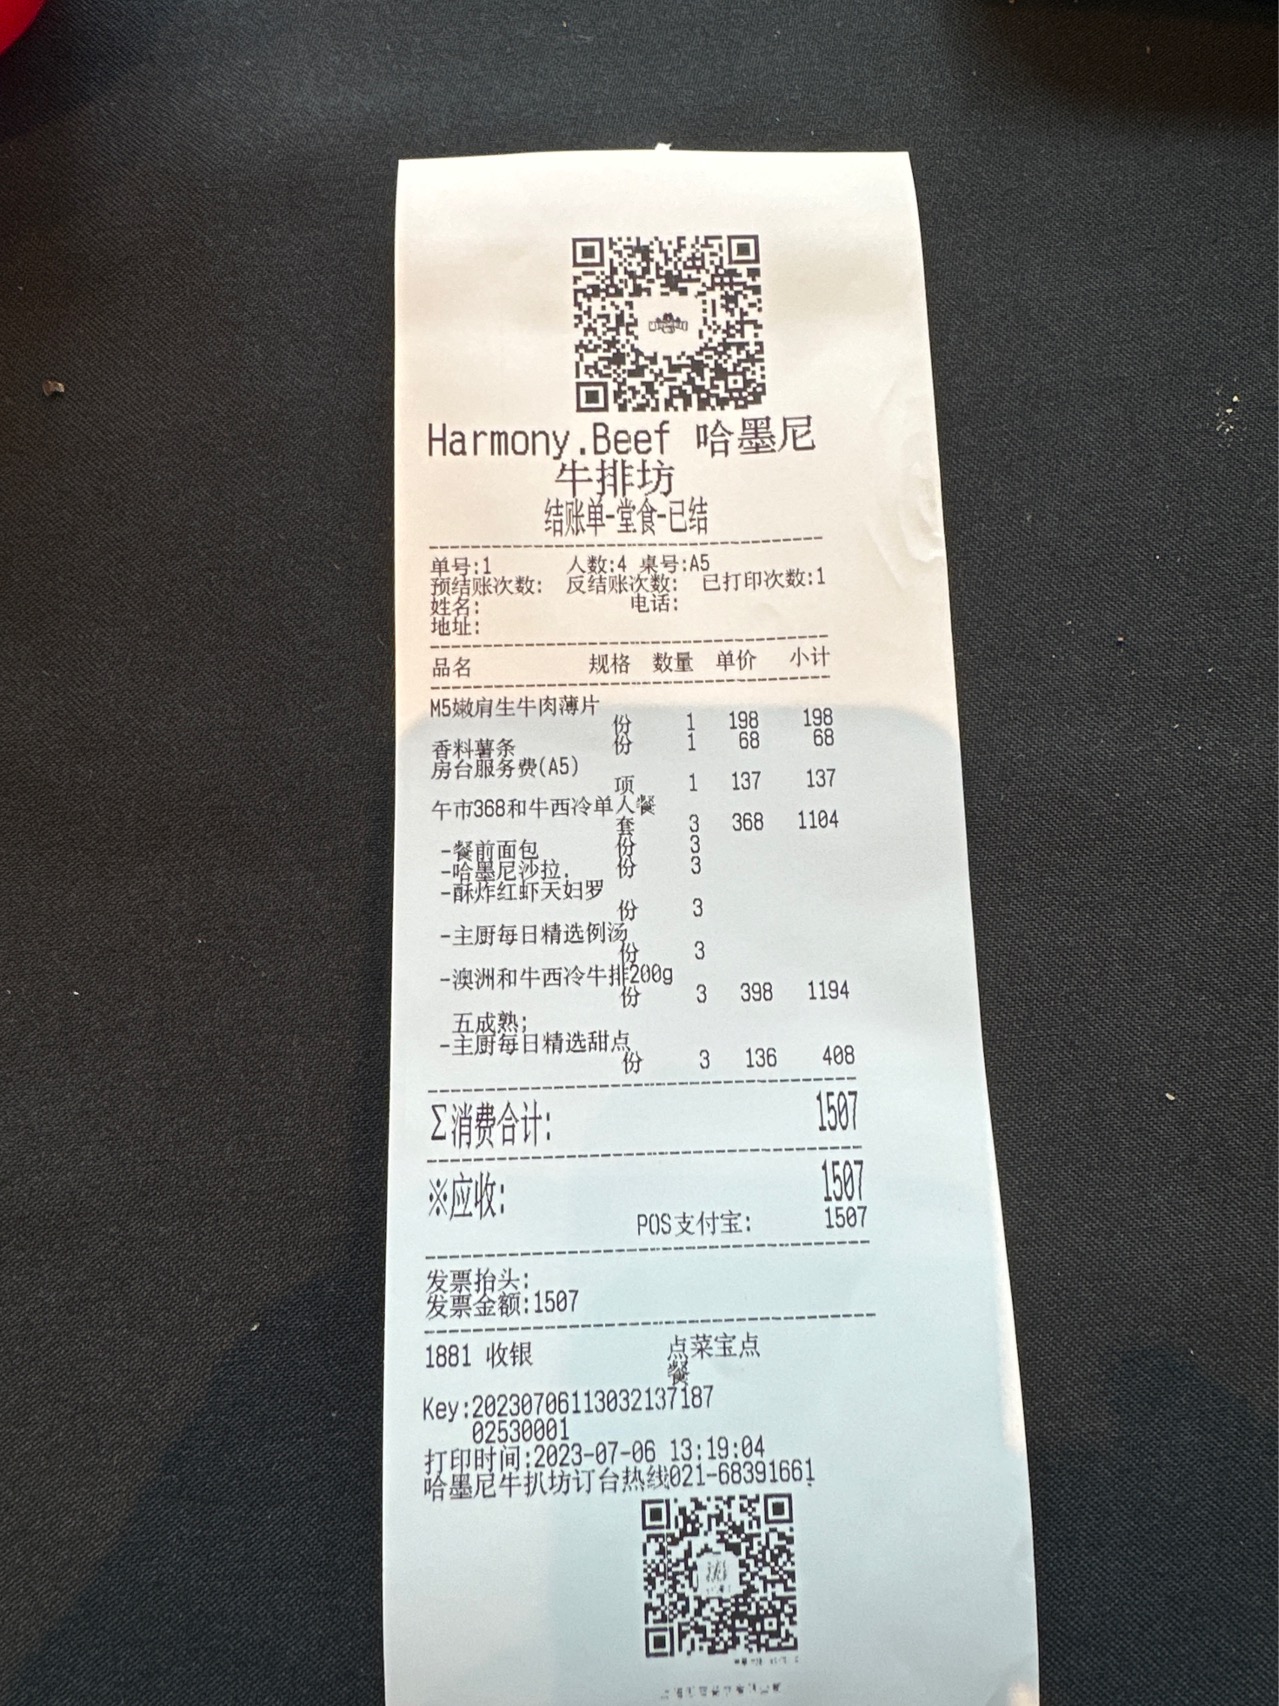 Harmony.Beef 哈墨尼
牛排坊
结账单-堂食-已结
单号:1 人数:4 桌号:A5
预结账次数: 反结账次数: 已打印次数:1
姓名: 电话:
地址:
品名 规格 数量 单价 小计
M5嫩肩生牛肉薄片
份 1 198 198
香料薯条 份 1 68 68
房台服务费(A5)
项 1 137 137
午市368和牛西冷单人餐
套 3 368 1104
-餐前面包 份 3
-哈墨尼沙拉. 份 3
-酥炸红虾天妇罗
份 3
-主厨每日精选例汤
份 3
-澳洲和牛西冷牛排200g
份 3 398 1194
五成熟;
-主厨每日精选甜点
份 3 136 408
Σ消费合计: 1507
※应收: 1507
POS支付宝: 1507
发票抬头:
发票金额:1507
1881 收银 点菜宝点
餐
Key:20230706113032137187
02530001
打印时间:2023-07-06 13:19:04
哈墨尼牛扒坊订台热线021-68391661